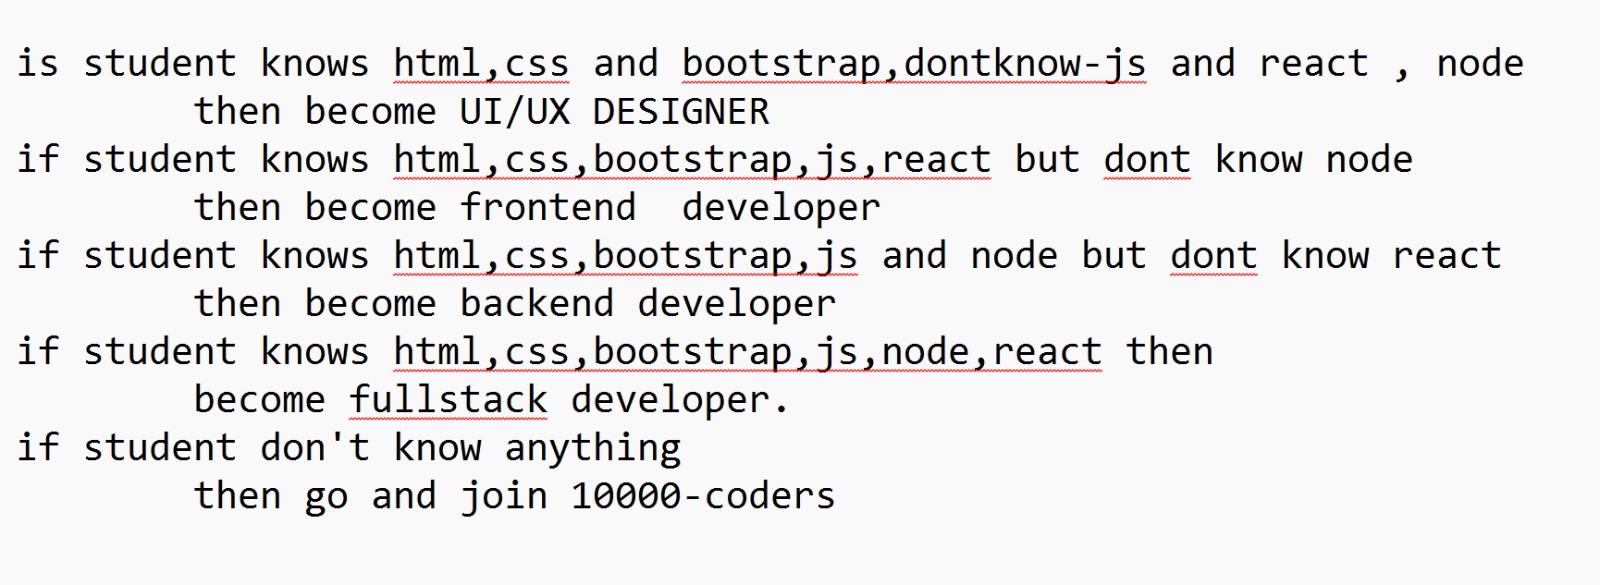 is student knows html,css and bootstrap,dontknow-js and react , node
then become UI/UX DESIGNER
if student knows html,css,bootstrap,js,react but dont know node
then become frontend  developer
if student knows html,css,bootstrap,js and node but dont know react
then become backend developer
if student knows html,css,bootstrap,js,node,react then
become fullstack developer.
if student don't know anything
then go and join 10000-coders